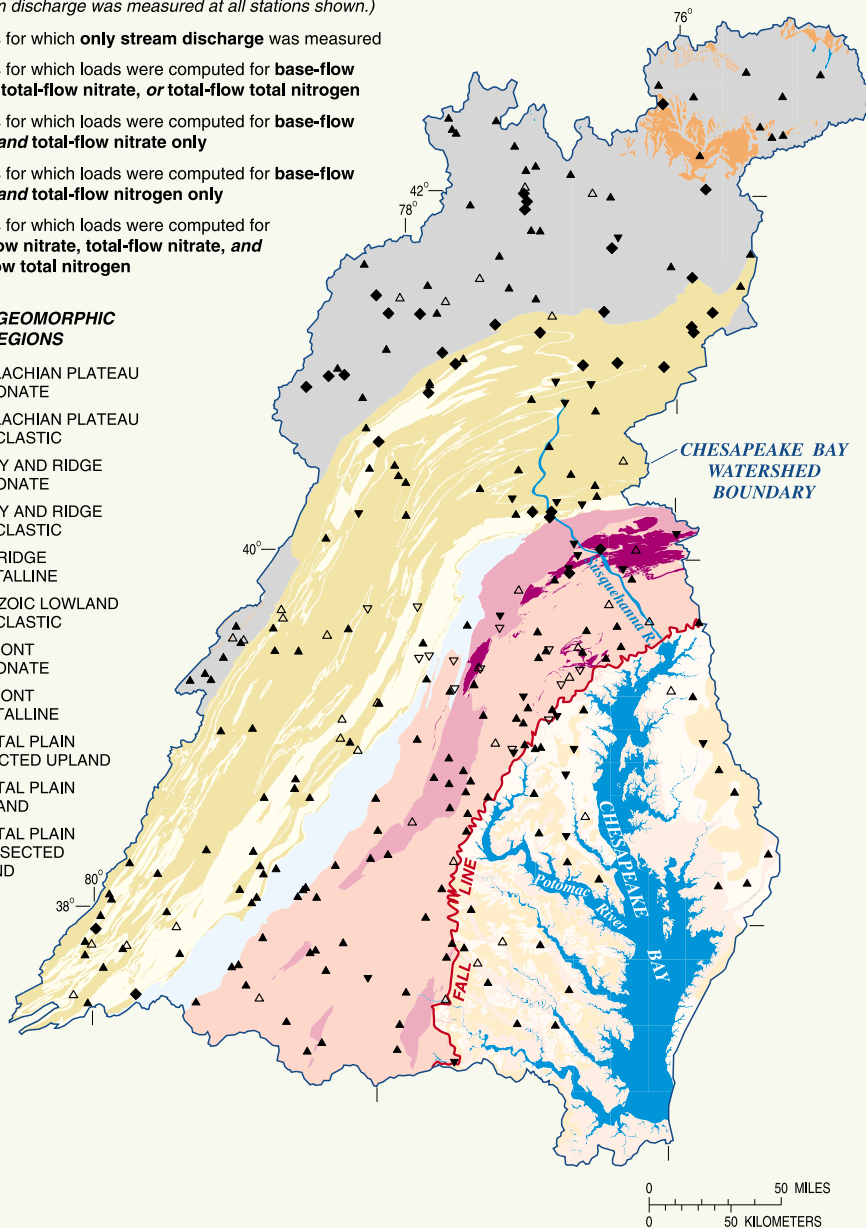 m discharge was measured at all stations shown.)
s for which only stream discharge was measured
s for which loads were computed for base-flow
total-flow nitrate, or total-flow total nitrogen
s for which loads were computed for base-flow
and total-flow nitrate only
s for which loads were computed for base-flow
and total-flow nitrogen only
s for which loads were computed for
ow nitrate, total-flow nitrate, and
ow total nitrogen
GEOMORPHIC
EGIONS
LACHIAN PLATEAU
ONATE
LACHIAN PLATEAU
CLASTIC
Y AND RIDGE
ONATE
Y AND RIDGE
CLASTIC
RIDGE
TALLINE
ZOIC LOWLAND
CLASTIC
ONT
ONATE
ONT
TALLINE
TAL PLAIN
CTED UPLAND
TAL PLAIN
AND
TAL PLAIN
SECTED
ND
76°
42°
78°
40°
80°
38°
CHESAPEAKE BAY
WATERSHED
BOUNDARY
Susquehanna R.
CHESAPEAKE BAY
Potomac
River
FALL LINE
0 50 MILES
0 50 KILOMETERS